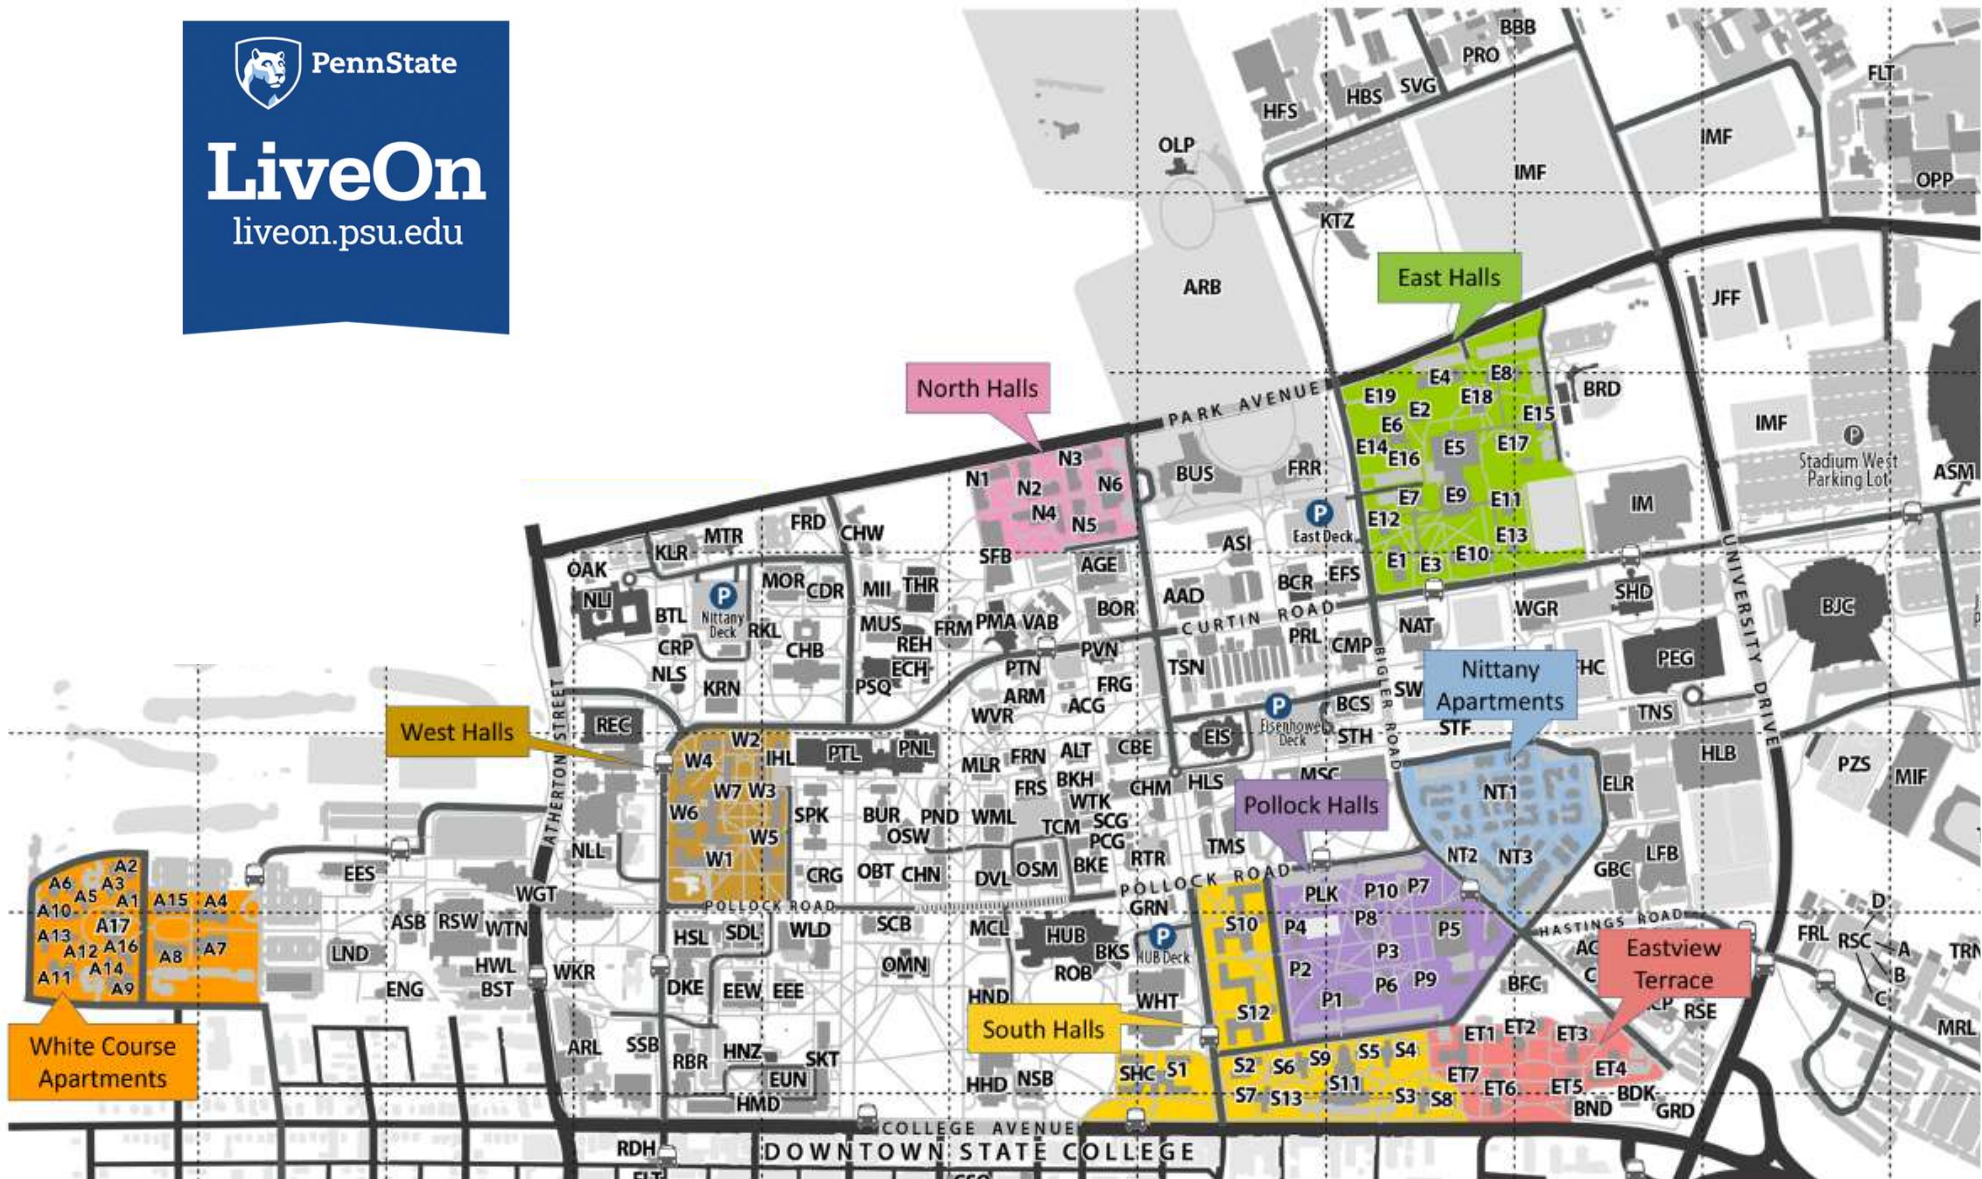 PennState
LiveOn
liveon.psu.edu
BBB
PRO
FLT
SVG
HBS
HFS
IMF
OLP
IMF
OPP
KTZ
East Halls
ARB
JFF
North Halls
PARK AVENUE
E4
E8
E19
E18
BRD
E2
E15
E6
IMF
P
E14
E5
E17
N3
E16
Stadium West
Parking Lot
ASM
N1
N2
N6
BUS
FRR
E7
E9
E11
IM
N4
N5
P
East Deck
E12
E13
FRD
CHW
MTR
KLR
SFB
AGE
ASI
E1
E3
E10
OAK
NLI
P
Nittany
Deck
MOR
CDR
MII
THR
BCR
EFS
AAD
BOR
SHD
WGR
BJC
BTL
RKL
MUS
FRM
PMA
VAB
CURTIN ROAD
NAT
UNIVERSITY DRIVE
CRP
CHB
REH
PVN
PRL
CMP
BIGLER ROAD
NLS
ECH
PTN
TSN
PEG
Nittany
Apartments
HC
KRN
PSQ
ARM
FRG
ACG
WVR
SW
BCS
P
Eisenhower
Deck
TNS
West Halls
REC
ATHERTON STREET
W2
IHL
PTL
PNL
CBE
EIS
STH
STF
W4
MLR
FRN
ALT
HLB
PZS
MIF
W7
W3
FRS
BKH
CHM
HLS
MSC
ELR
NT1
Pollock Halls
W6
SPK
BUR
PND
WML
WTK
SCG
OSW
TCM
PCG
W5
NLL
W1
CRG
OBT
CHN
DVL
OSM
BKE
RTR
TMS
NT2
NT3
LFB
GBC
EES
WGT
POLLOCK ROAD
POLLOCK ROAD
PLK
P10
P7
A2
A6
A3
A5
A1
A15
A4
A10
A17
A13
A12
A16
A8
A7
A14
A11
A9
ASB
RSW
WTN
HSL
SDL
WLD
SCB
MCL
HUB
GRN
P
HUB Deck
BKS
S10
P4
P8
P5
P3
HASTINGS ROAD
AC
D
FRL
RSC
A
B
C
TRN
LND
HWL
BST
WKR
OMN
ROB
P2
P6
P9
Eastview
Terrace
ENG
DKE
EEW
EEE
HND
WHT
P1
BFC
C
S12
RSE
MRL
South Halls
White Course
Apartments
ARL
SSB
RBR
HNZ
SKT
EUN
HMD
HHD
NSB
SHC
S1
S2
S6
S9
S5
S4
S11
S7
S13
S3
S8
ET1
ET2
ET3
ET4
ET7
ET6
ET5
BDK
BND
GRD
COLLEGE AVENUE
RDH
DOWNTOWN STATE COLLEGE